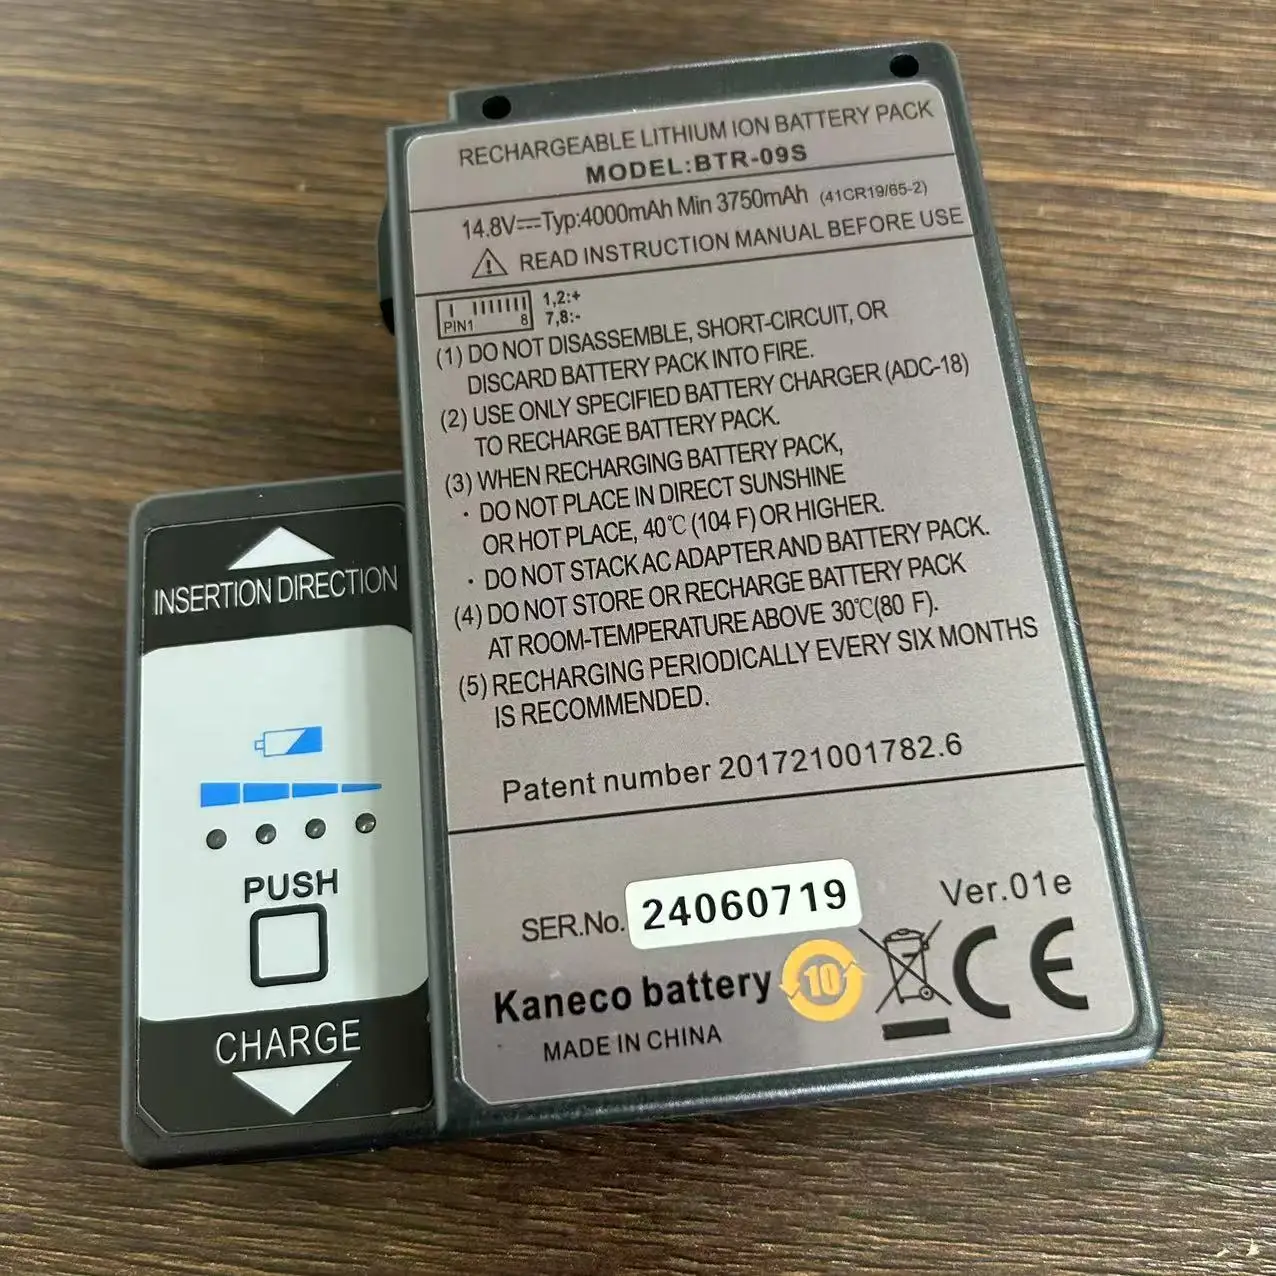 RECHARGEABLE LITHIUM ION BATTERY PACK
MODEL:BTR-09S
14.8V⎓Typ:4000mAh Min 3750mAh (41CR19/65-2)
READ INSTRUCTION MANUAL BEFORE USE
PIN1 8
1,2:+
7,8:-
(1) DO NOT DISASSEMBLE, SHORT-CIRCUIT, OR
DISCARD BATTERY PACK INTO FIRE.
(2) USE ONLY SPECIFIED BATTERY CHARGER (ADC-18)
TO RECHARGE BATTERY PACK.
(3) WHEN RECHARGING BATTERY PACK,
· DO NOT PLACE IN DIRECT SUNSHINE
OR HOT PLACE, 40℃ (104 F) OR HIGHER.
· DO NOT STACK AC ADAPTER AND BATTERY PACK.
(4) DO NOT STORE OR RECHARGE BATTERY PACK
AT ROOM-TEMPERATURE ABOVE 30℃(80 F).
(5) RECHARGING PERIODICALLY EVERY SIX MONTHS
IS RECOMMENDED.
Patent number 201721001782.6
SER.No. 24060719
Ver.01e
Kaneco battery
10
CE
MADE IN CHINA
INSERTION DIRECTION
PUSH
CHARGE